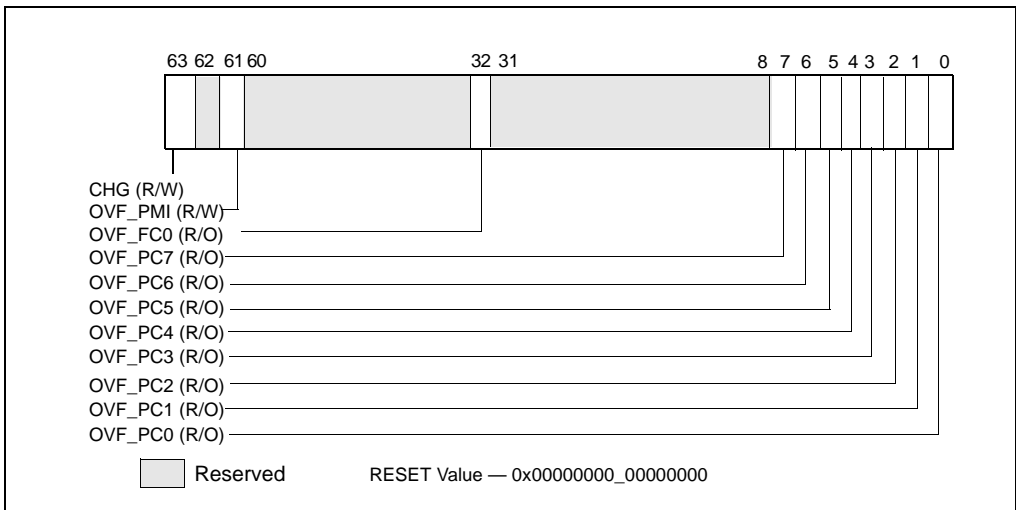 63 62 61 60 32 31 8 7 6 5 4 3 2 1 0
CHG (R/W)
OVF_PMI (R/W)
OVF_FC0 (R/O)
OVF_PC7 (R/O)
OVF_PC6 (R/O)
OVF_PC5 (R/O)
OVF_PC4 (R/O)
OVF_PC3 (R/O)
OVF_PC2 (R/O)
OVF_PC1 (R/O)
OVF_PC0 (R/O)
Reserved RESET Value — 0x00000000_00000000